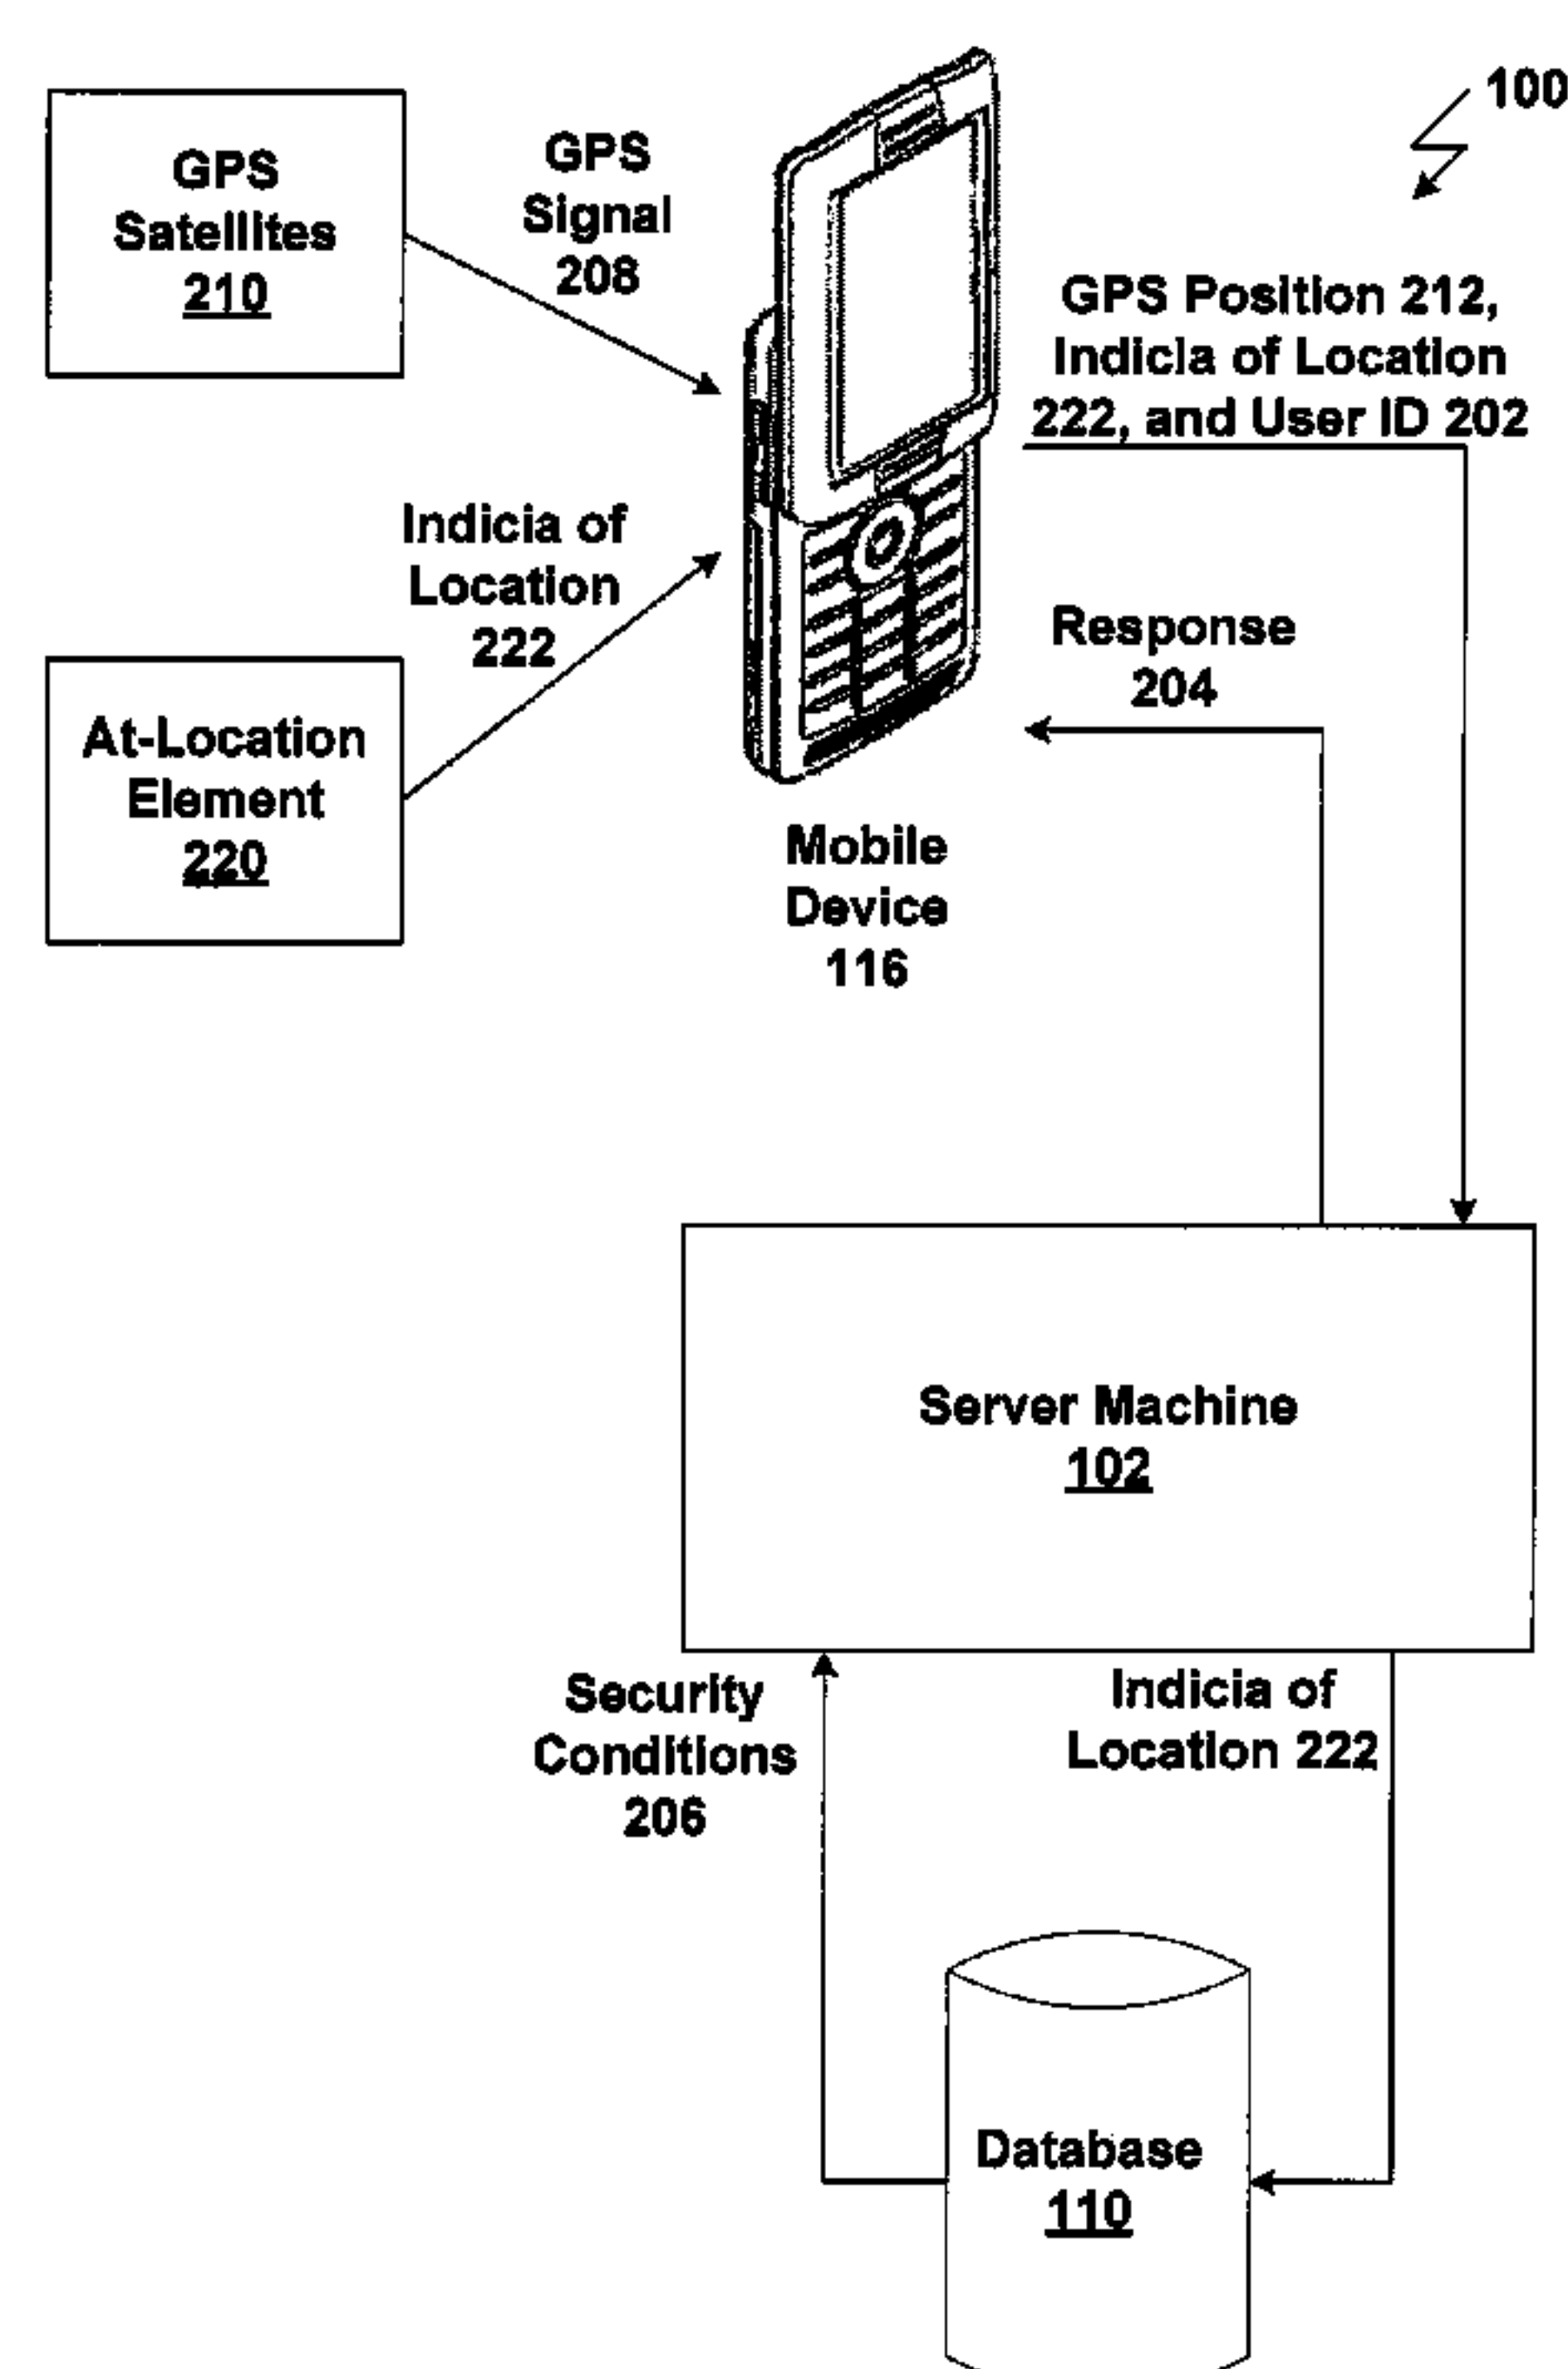 100
GPS
Satellites
210
GPS
Signal
208
GPS Position 212,
Indicia of Location
222, and User ID 202
Indicia of
Location
222
Response
204
At-Location
Element
220
Mobile
Device
116
Server Machine
102
Security
Conditions
206
Indicia of
Location 222
Database
110